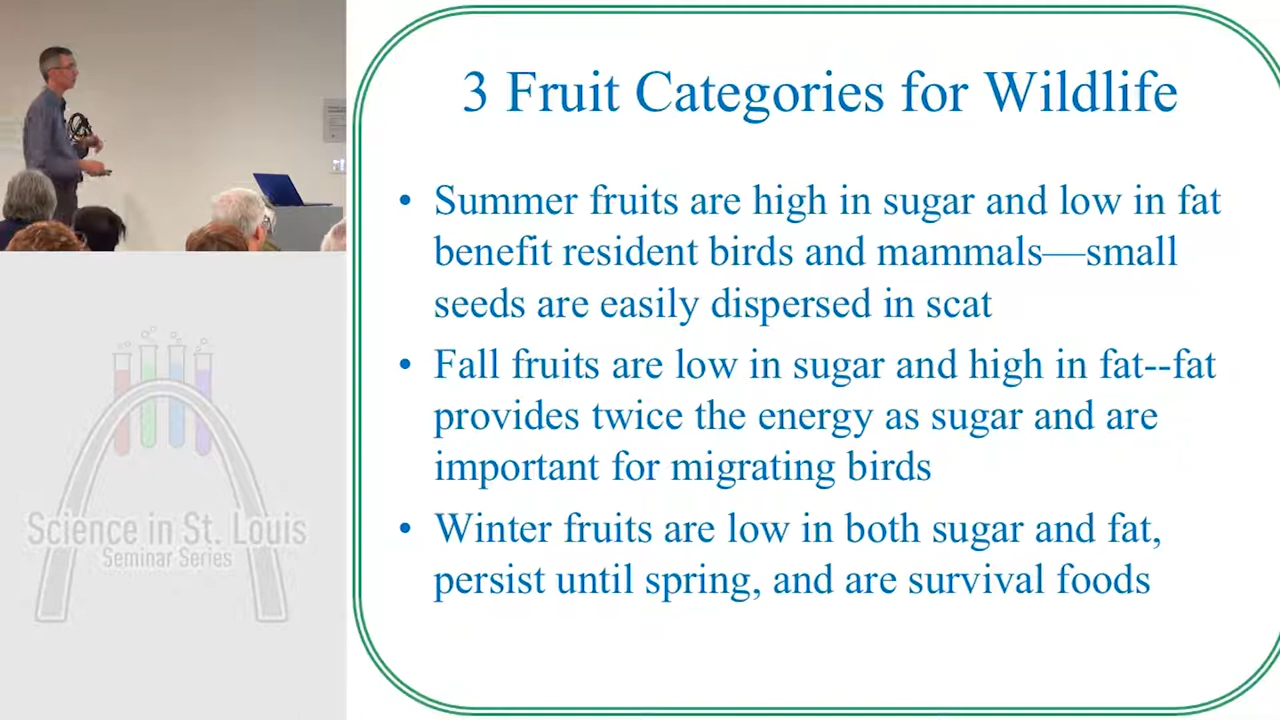 3 Fruit Categories for Wildlife
• Summer fruits are high in sugar and low in fat
benefit resident birds and mammals—small
seeds are easily dispersed in scat
• Fall fruits are low in sugar and high in fat--fat
provides twice the energy as sugar and are
important for migrating birds
• Winter fruits are low in both sugar and fat,
persist until spring, and are survival foods
Science in St. Louis
Seminar Series